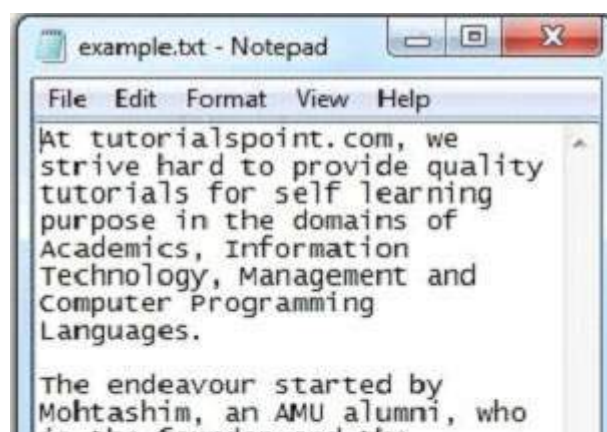 example.txt - Notepad
File Edit Format View Help
At tutorialspoint.com, we
strive hard to provide quality
tutorials for self learning
purpose in the domains of
Academics, Information
Technology, Management and
Computer Programming
Languages.
The endeavour started by
Mohtashim, an AMU alumni, who